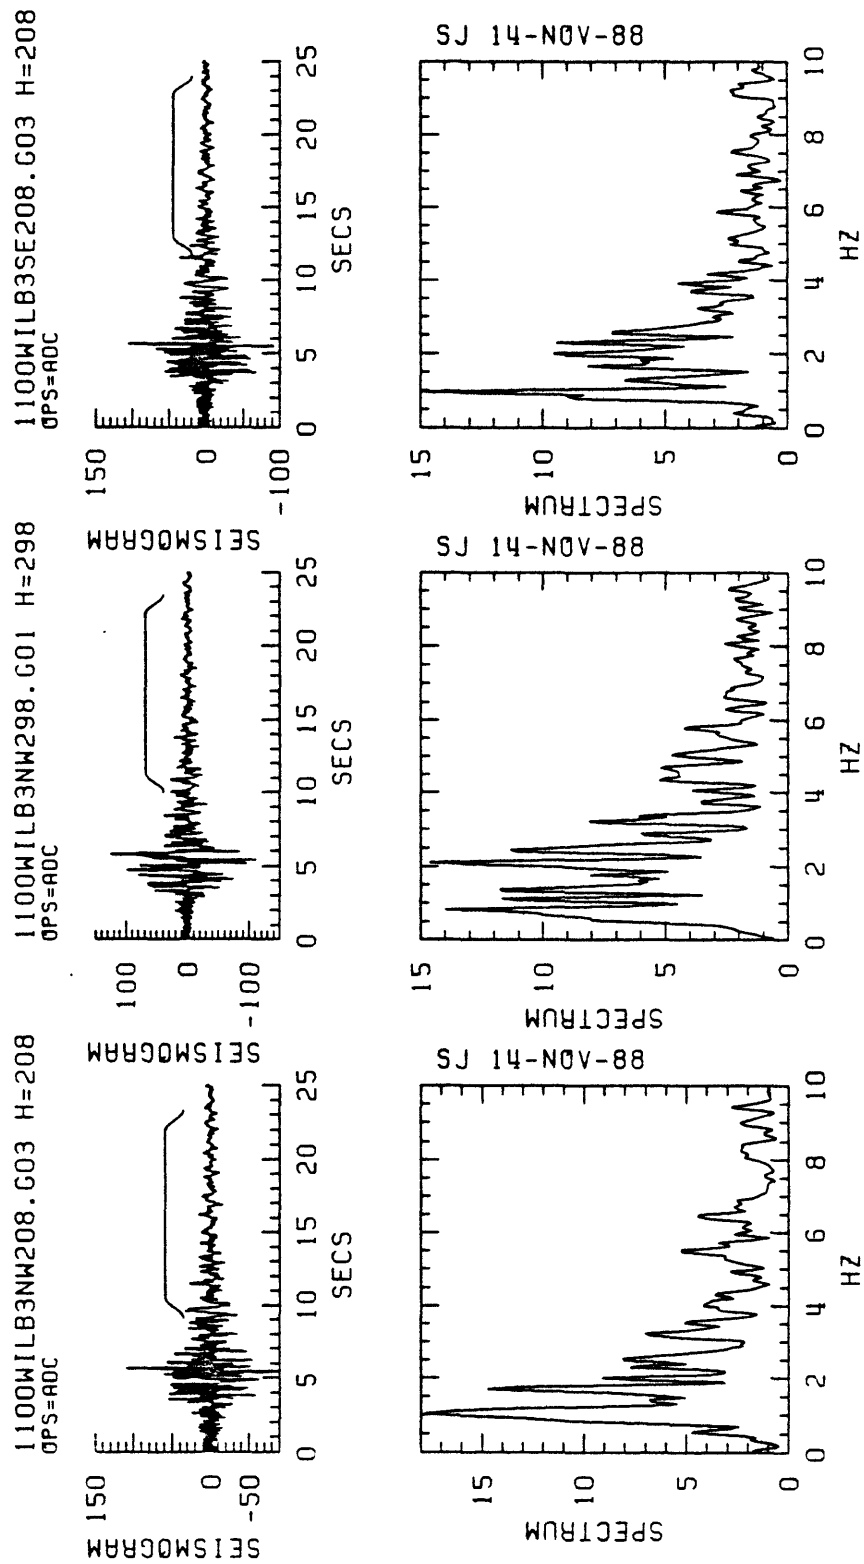 1100WILB3NW208.G03 H=208
OPS=ADC
SEISMOGRAM
150
0
-50
0 5 10 15 20 25
SECS
SJ 14-NOV-88
SPECTRUM
15
10
5
0
0 2 4 6 8 10
HZ
1100WILB3NW298.G01 H=298
OPS=ADC
SEISMOGRAM
100
0
-100
0 5 10 15 20 25
SECS
SJ 14-NOV-88
SPECTRUM
15
10
5
0
0 2 4 6 8 10
HZ
1100WILB3SE208.G03 H=208
OPS=ADC
SEISMOGRAM
150
0
-100
0 5 10 15 20 25
SECS
SJ 14-NOV-88
SPECTRUM
15
10
5
0
0 2 4 6 8 10
HZ